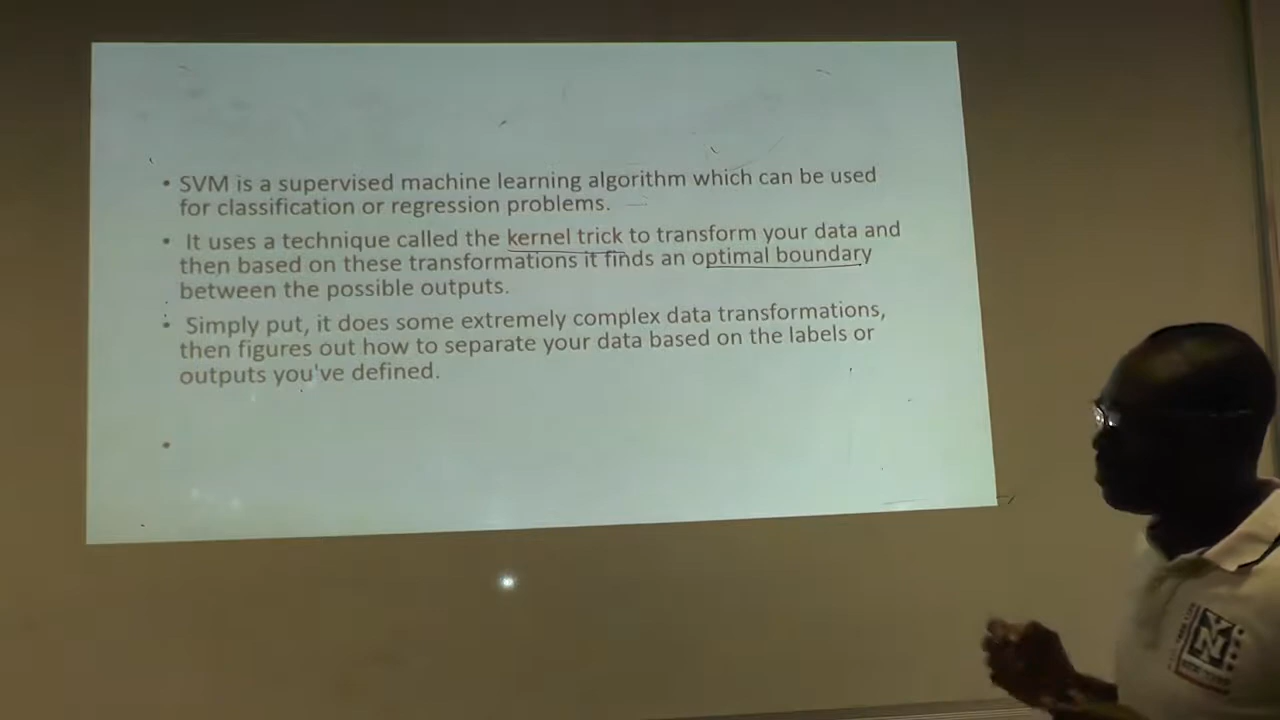 • SVM is a supervised machine learning algorithm which can be used
for classification or regression problems.
• It uses a technique called the kernel trick to transform your data and
then based on these transformations it finds an optimal boundary
between the possible outputs.
• Simply put, it does some extremely complex data transformations,
then figures out how to separate your data based on the labels or
outputs you've defined.
•